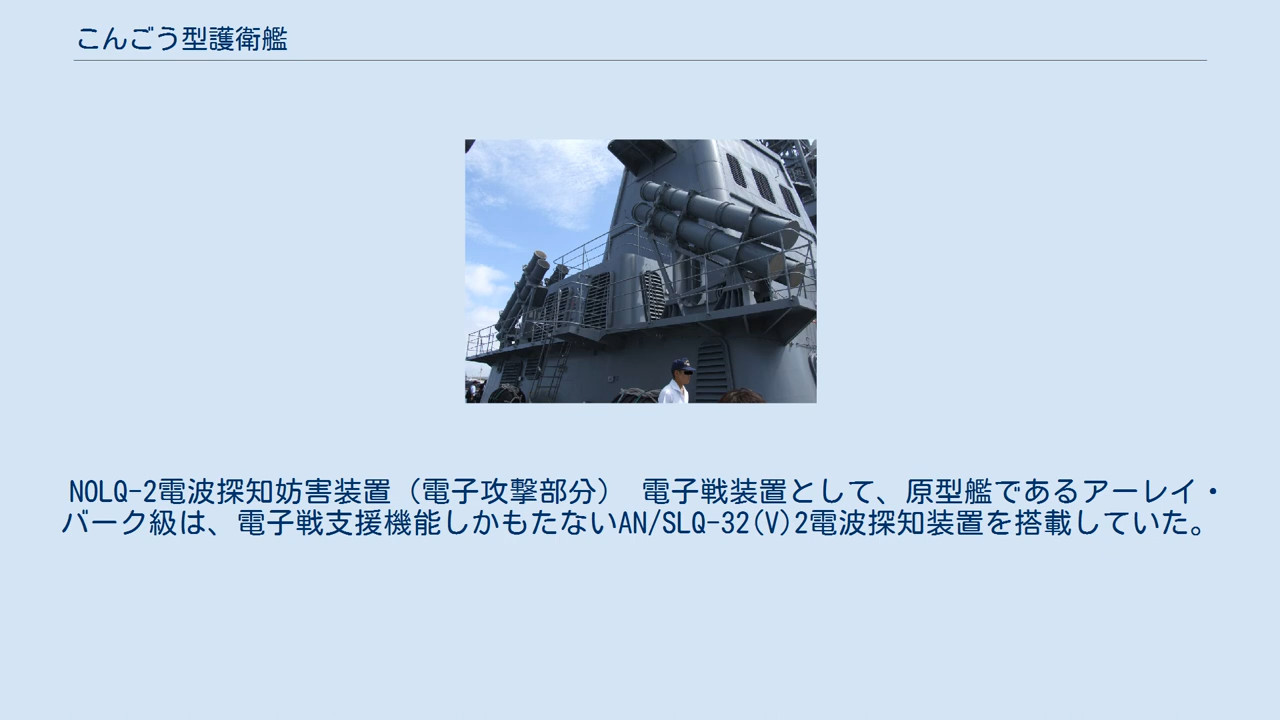 こんごう型護衛艦
NOLQ-2電波探知妨害装置（電子攻撃部分） 電子戦装置として、原型艦であるアーレイ・
バーク級は、電子戦支援機能しかもたないAN/SLQ-32(V)2電波探知装置を搭載していた。